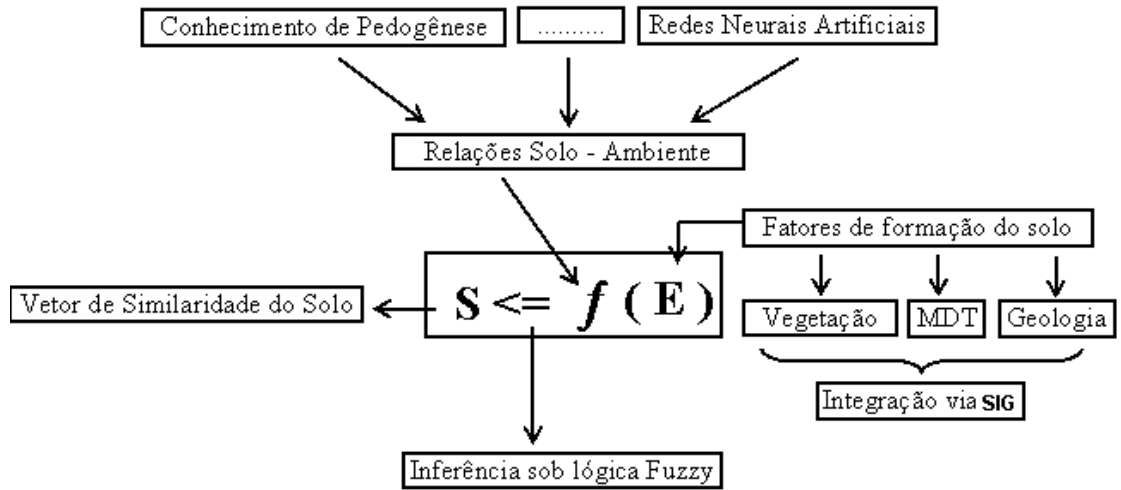 Conhecimento de Pedogênese
..........
Redes Neurais Artificiais
Relações Solo - Ambiente
Fatores de formação do solo
Vetor de Similaridade do Solo
S <= f ( E )
Vegetação
MDT
Geologia
Integração via SIG
Inferência sob lógica Fuzzy